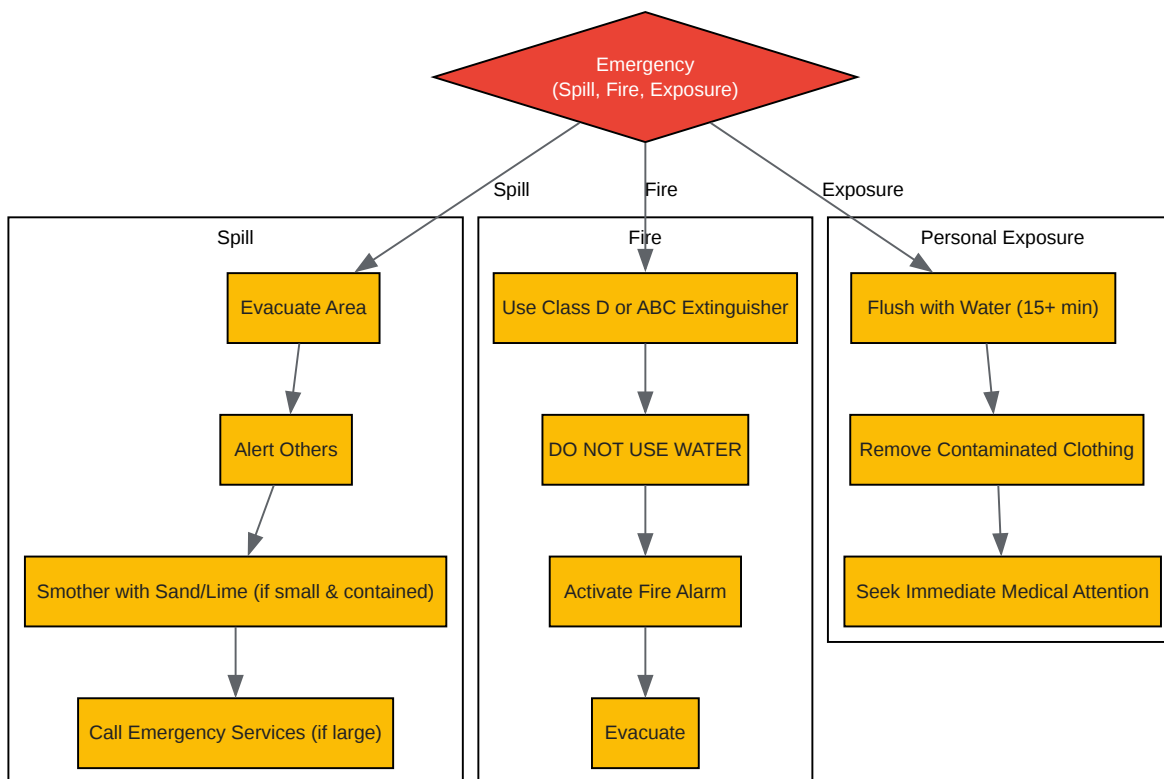 Emergency
(Spill, Fire, Exposure)
Spill
Fire
Exposure
Spill
Evacuate Area
Alert Others
Smother with Sand/Lime (if small & contained)
Call Emergency Services (if large)
Fire
Use Class D or ABC Extinguisher
DO NOT USE WATER
Activate Fire Alarm
Evacuate
Personal Exposure
Flush with Water (15+ min)
Remove Contaminated Clothing
Seek Immediate Medical Attention